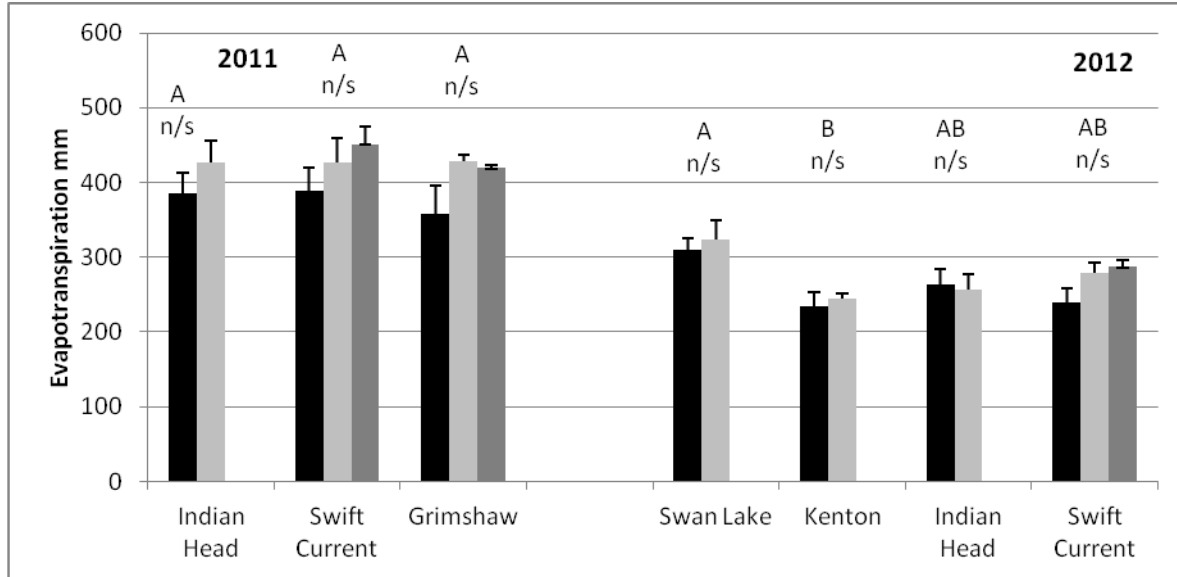 600
500
400
300
200
100
0
Evapotranspiration mm
2011
2012
A
n/s
A
n/s
A
n/s
A
n/s
B
n/s
AB
n/s
AB
n/s
Indian
Head
Swift
Current
Grimshaw
Swan Lake
Kenton
Indian
Head
Swift
Current